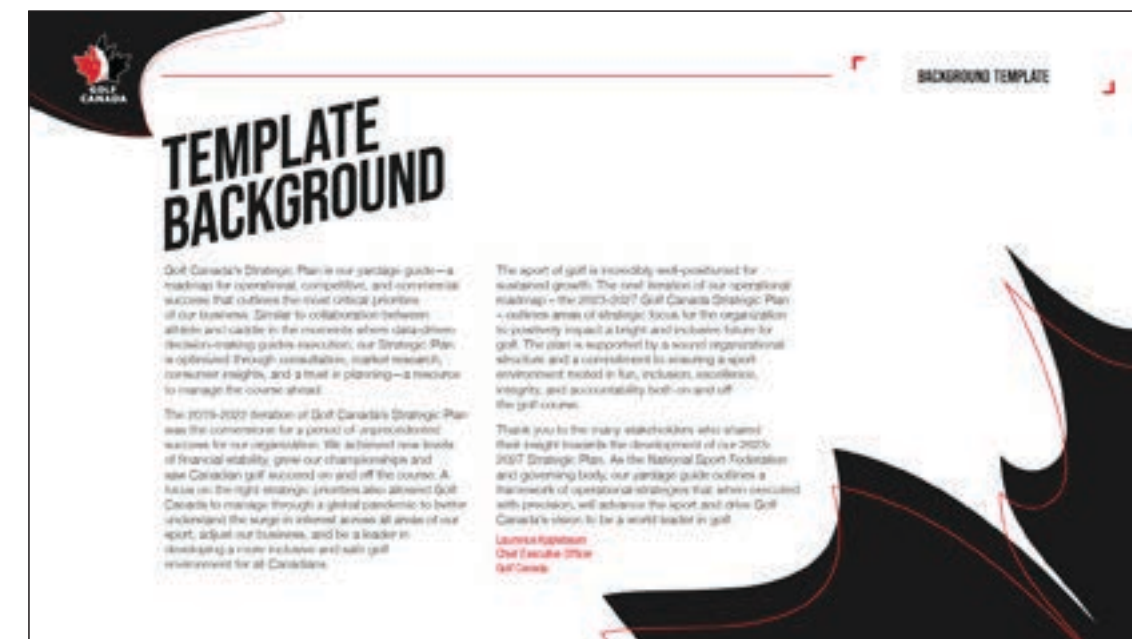 GOLF
CANADA
BACKGROUND TEMPLATE
TEMPLATE
BACKGROUND
Golf Canada's Strategic Plan is our yardage guide—a
roadmap for operational, competitive, and commercial
success that outlines the most critical priorities
of our business. Similar to collaboration between
athlete and caddie in the moments where data-driven
decision-making guides execution, our Strategic Plan
is optimized through consultation, market research,
consumer insights, and a trust in planning—a resource
to manage the course ahead.
The 2019-2022 iteration of Golf Canada's Strategic Plan
was the cornerstone for a period of unprecedented
success for our organization. We achieved new levels
of financial stability, grew our championships and
saw Canadian golf succeed on and off the course. A
focus on the right strategic priorities also allowed Golf
Canada to manage through a global pandemic to better
understand the surge in interest across all areas of our
sport, adjust our business, and be a leader in
developing a more inclusive and safe golf
environment for all Canadians.
The sport of golf is incredibly well-positioned for
sustained growth. The next iteration of our operational
roadmap – the 2023-2027 Golf Canada Strategic Plan
– outlines areas of strategic focus for the organization
to positively impact a bright and inclusive future for
golf. The plan is supported by a sound organizational
structure and a commitment to ensuring a sport
environment rooted in fun, inclusion, excellence,
integrity, and accountability both on and off
the golf course.
Thank you to the many stakeholders who shared
their insight towards the development of our 2023-
2027 Strategic Plan. As the National Sport Federation
and governing body, our yardage guide outlines a
framework of operational strategies that when executed
with precision, will advance the sport and drive Golf
Canada's vision to be a world leader in golf.
Laurence Applebaum
Chief Executive Officer
Golf Canada